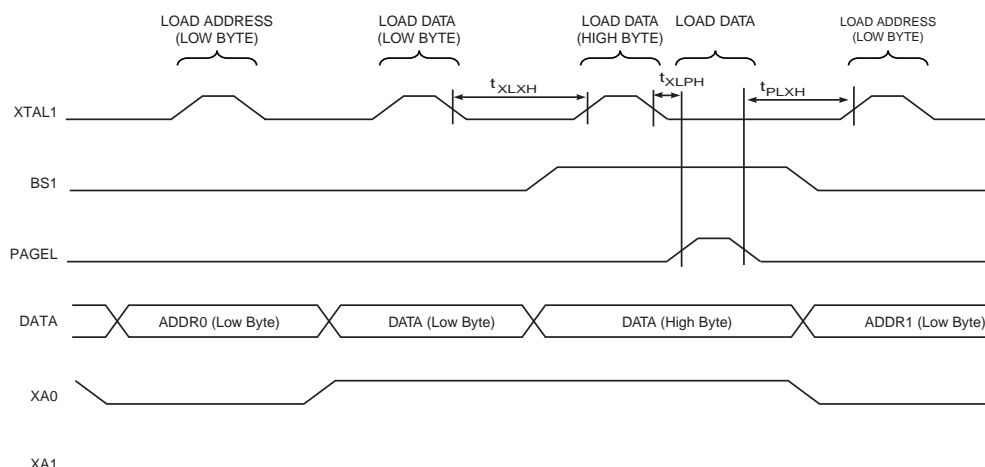 LOAD ADDRESS
(LOW BYTE)
LOAD DATA
(LOW BYTE)
LOAD DATA
(HIGH BYTE)
LOAD DATA
LOAD ADDRESS
(LOW BYTE)
tXLXH
tXLPH
tPLXH
XTAL1
BS1
PAGEL
DATA
ADDR0 (Low Byte)
DATA (Low Byte)
DATA (High Byte)
ADDR1 (Low Byte)
XA0
XA1